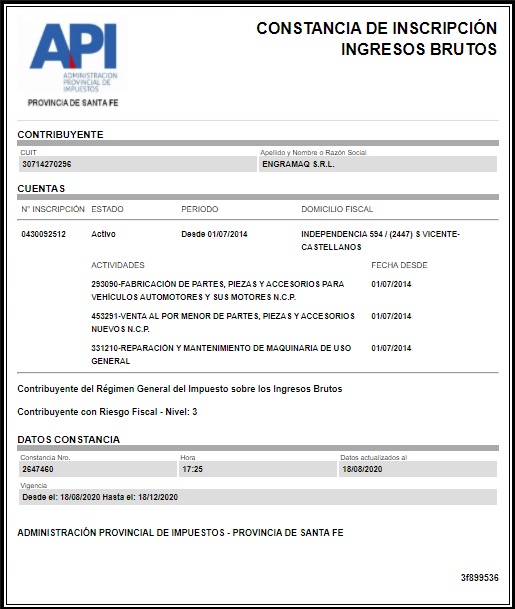 API
ADMINISTRACION
PROVINCIAL DE
IMPUESTOS
PROVINCIA DE SANTA FE
CONSTANCIA DE INSCRIPCIÓN
INGRESOS BRUTOS
CONTRIBUYENTE
CUIT Apellido y Nombre o Razón Social
30714270296 ENGRAMAQ S.R.L.
CUENTAS
N° INSCRIPCIÓN ESTADO PERIODO DOMICILIO FISCAL
0430092512 Activo Desde 01/07/2014 INDEPENDENCIA 594 / (2447) S VICENTE-
CASTELLANOS
ACTIVIDADES FECHA DESDE
293090-FABRICACIÓN DE PARTES, PIEZAS Y ACCESORIOS PARA 01/07/2014
VEHÍCULOS AUTOMOTORES Y SUS MOTORES N.C.P.
453291-VENTA AL POR MENOR DE PARTES, PIEZAS Y ACCESORIOS 01/07/2014
NUEVOS N.C.P.
331210-REPARACIÓN Y MANTENIMIENTO DE MAQUINARIA DE USO 01/07/2014
GENERAL
Contribuyente del Régimen General del Impuesto sobre los Ingresos Brutos
Contribuyente con Riesgo Fiscal - Nivel: 3
DATOS CONSTANCIA
Constancia Nro. Hora Datos actualizados al
2647460 17:25 18/08/2020
Vigencia
Desde el: 18/08/2020 Hasta el: 18/12/2020
ADMINISTRACIÓN PROVINCIAL DE IMPUESTOS - PROVINCIA DE SANTA FE
3f899536